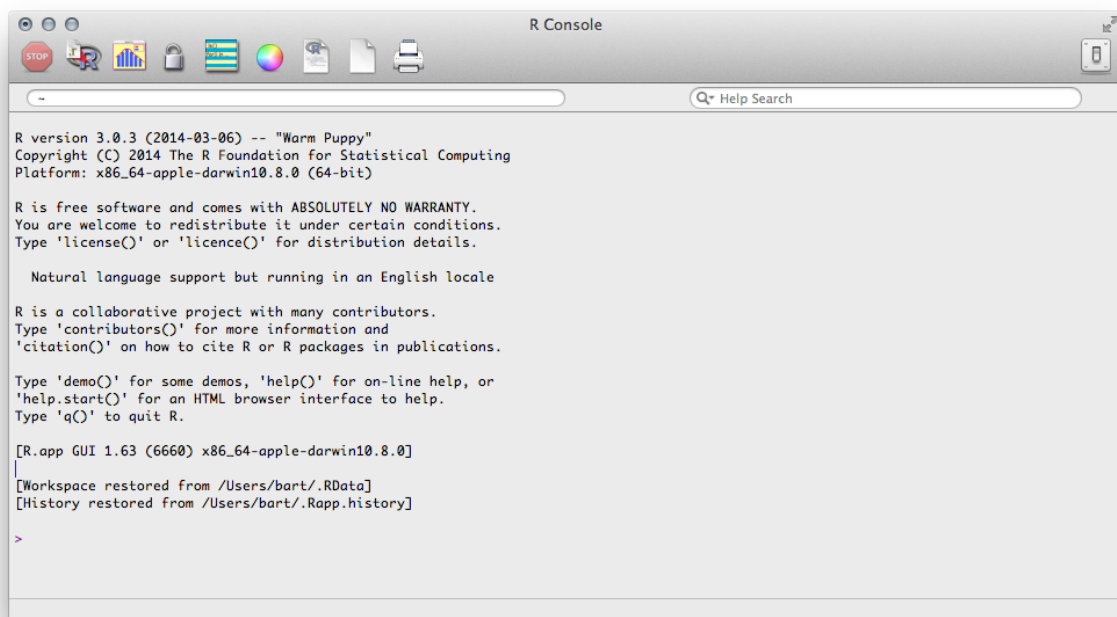 R Console
STOP
~
Help Search
R version 3.0.3 (2014-03-06) -- "Warm Puppy"
Copyright (C) 2014 The R Foundation for Statistical Computing
Platform: x86_64-apple-darwin10.8.0 (64-bit)
R is free software and comes with ABSOLUTELY NO WARRANTY.
You are welcome to redistribute it under certain conditions.
Type 'license()' or 'licence()' for distribution details.
Natural language support but running in an English locale
R is a collaborative project with many contributors.
Type 'contributors()' for more information and
'citation()' on how to cite R or R packages in publications.
Type 'demo()' for some demos, 'help()' for on-line help, or
'help.start()' for an HTML browser interface to help.
Type 'q()' to quit R.
[R.app GUI 1.63 (6660) x86_64-apple-darwin10.8.0]
[Workspace restored from /Users/bart/.RData]
[History restored from /Users/bart/.Rapp.history]
>